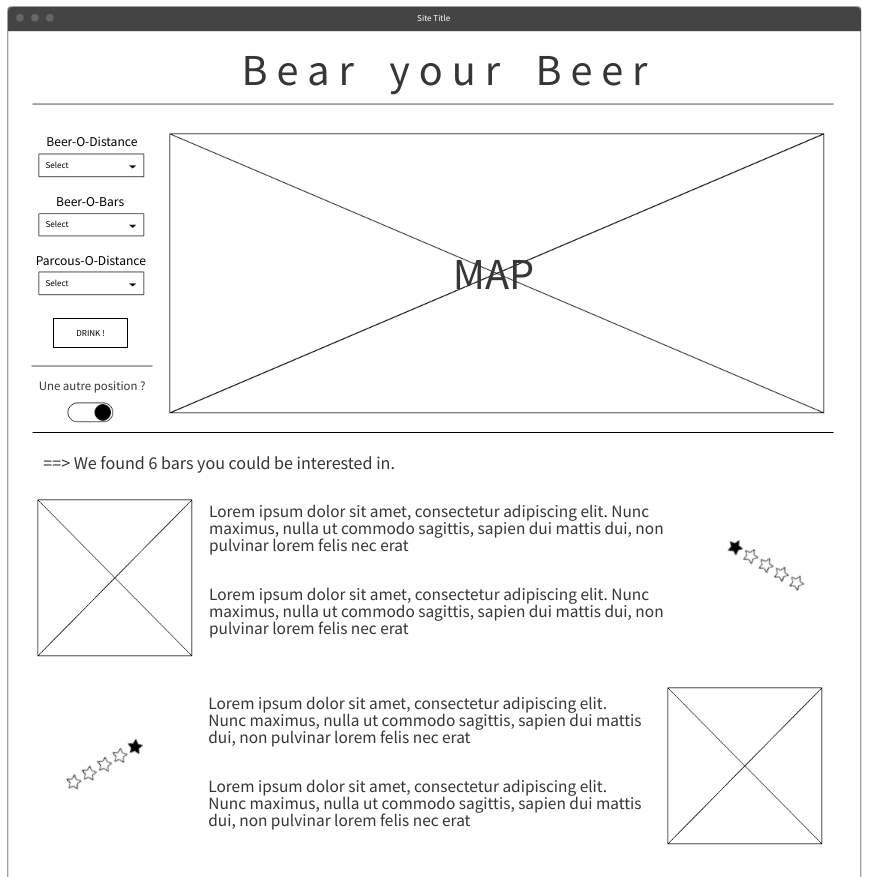 Site Title
Bear your Beer
Beer-O-Distance
Select
Beer-O-Bars
Select
Parcous-O-Distance
Select
DRINK !
Une autre position ?
MAP
==> We found 6 bars you could be interested in.
Lorem ipsum dolor sit amet, consectetur adipiscing elit. Nunc
maximus, nulla ut commodo sagittis, sapien dui mattis dui, non
pulvinar lorem felis nec erat
Lorem ipsum dolor sit amet, consectetur adipiscing elit. Nunc
maximus, nulla ut commodo sagittis, sapien dui mattis dui, non
pulvinar lorem felis nec erat
Lorem ipsum dolor sit amet, consectetur adipiscing elit.
Nunc maximus, nulla ut commodo sagittis, sapien dui mattis
dui, non pulvinar lorem felis nec erat
Lorem ipsum dolor sit amet, consectetur adipiscing elit.
Nunc maximus, nulla ut commodo sagittis, sapien dui mattis
dui, non pulvinar lorem felis nec erat